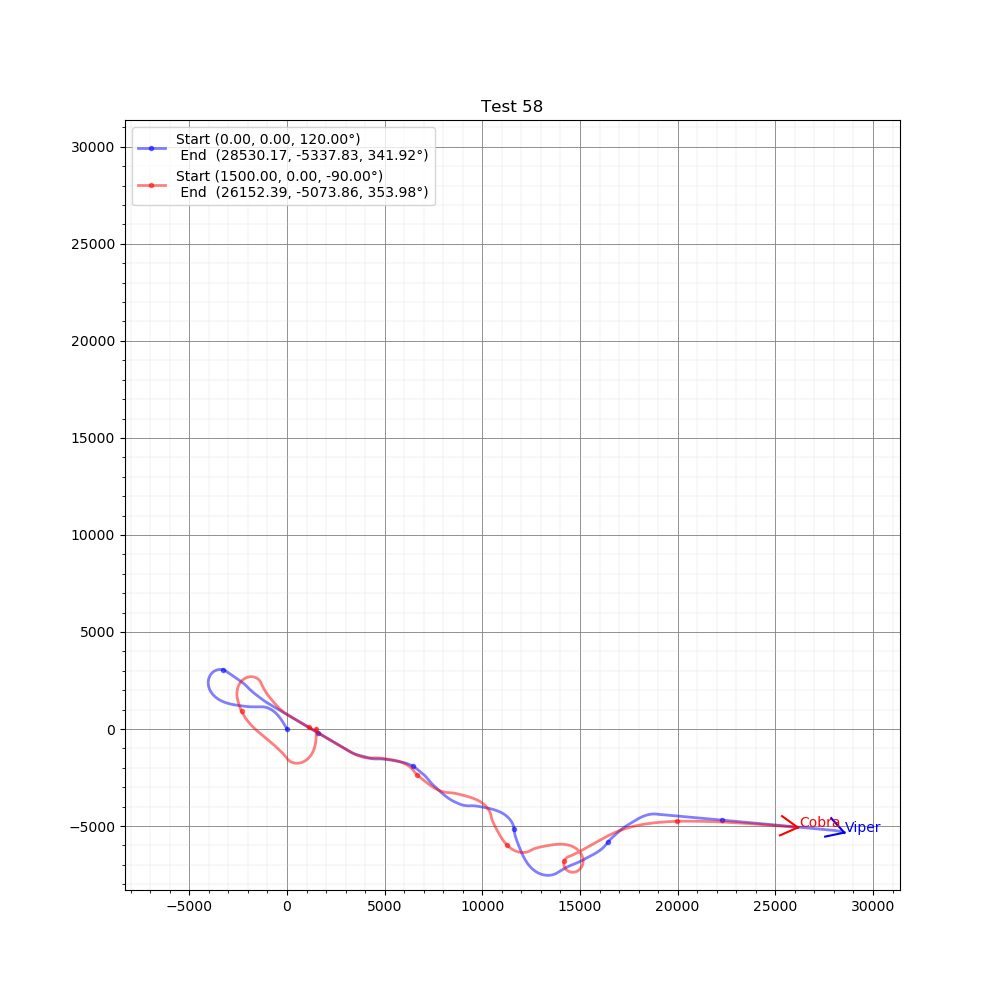 Test 58
Start (0.00, 0.00, 120.00°)
End  (28530.17, -5337.83, 341.92°)
Start (1500.00, 0.00, -90.00°)
End  (26152.39, -5073.86, 353.98°)
30000
25000
20000
15000
10000
5000
0
−5000
Cobra
Viper
−5000 0 5000 10000 15000 20000 25000 30000